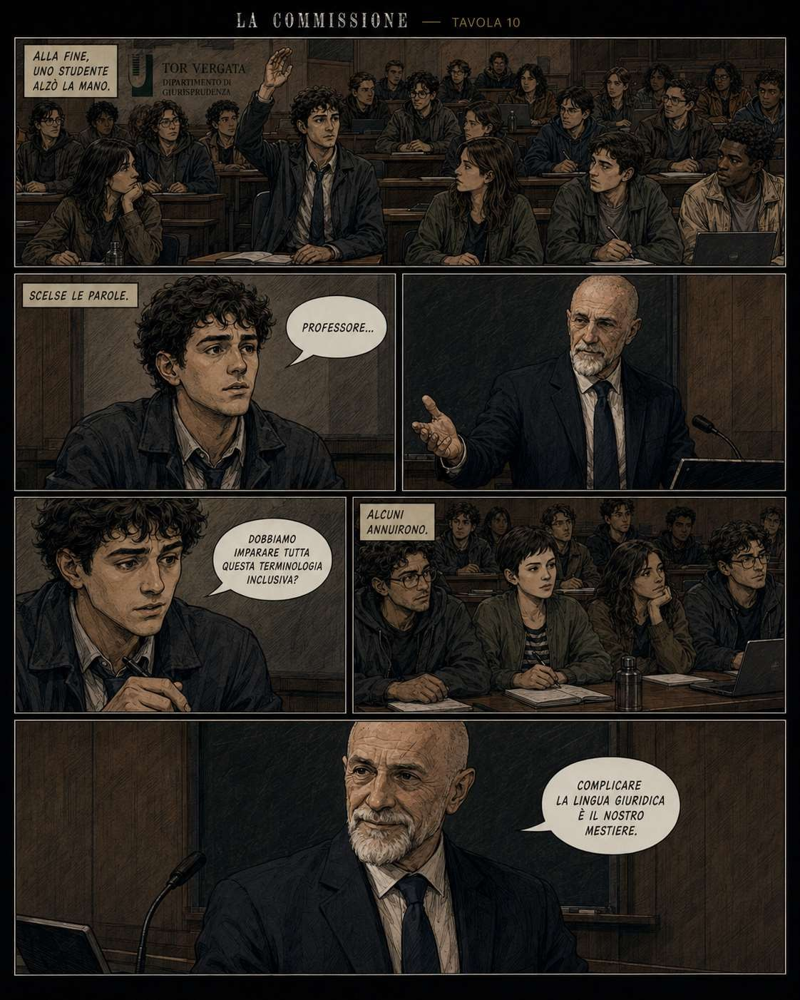 LA COMMISSIONE — TAVOLA 10
ALLA FINE,
UNO STUDENTE
ALZÒ LA MANO.
TOR VERGATA
DIPARTIMENTO DI
GIURISPRUDENZA
SCELSE LE PAROLE.
PROFESSORE...
DOBBIAMO
IMPARARE TUTTA
QUESTA TERMINOLOGIA
INCLUSIVA?
ALCUNI
ANNUIRONO.
COMPLICARE
LA LINGUA GIURIDICA
È IL NOSTRO
MESTIERE.